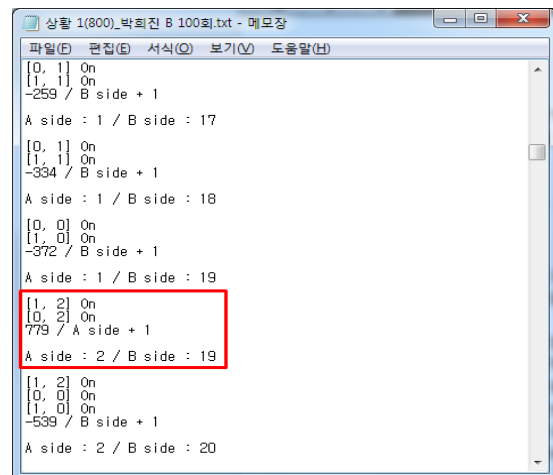 상황 1(800)_박희진 B 100회.txt - 메모장
파일(F) 편집(E) 서식(O) 보기(V) 도움말(H)
[0, 1] On
[1, 1] On
-259 / B side + 1
A side : 1 / B side : 17
[0, 1] On
[1, 1] On
-334 / B side + 1
A side : 1 / B side : 18
[0, 0] On
[1, 0] On
-372 / B side + 1
A side : 1 / B side : 19
[1, 2] On
[0, 2] On
779 / A side + 1
A side : 2 / B side : 19
[1, 2] On
[0, 0] On
[1, 0] On
-539 / B side + 1
A side : 2 / B side : 20